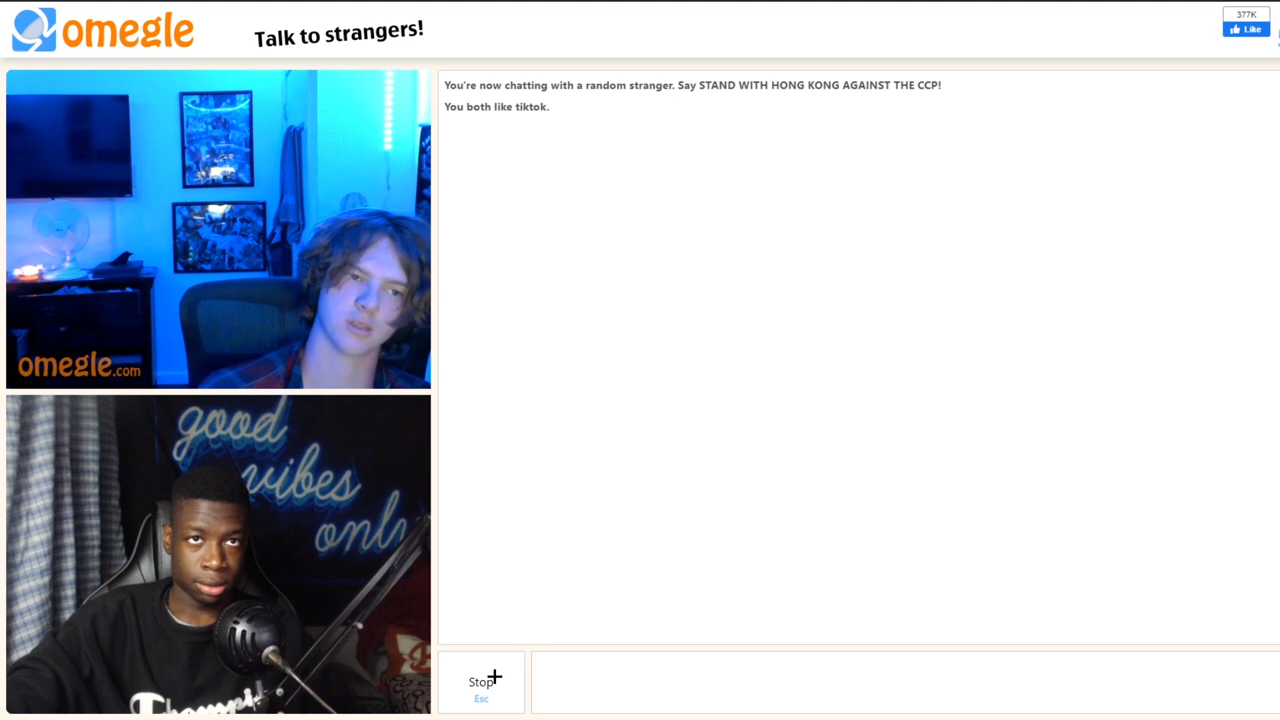 omegle
Talk to strangers!
377K
Like
You're now chatting with a random stranger. Say STAND WITH HONG KONG AGAINST THE CCP!
You both like tiktok.
omegle.com
good
vibes
only
Champi
Stop
Esc